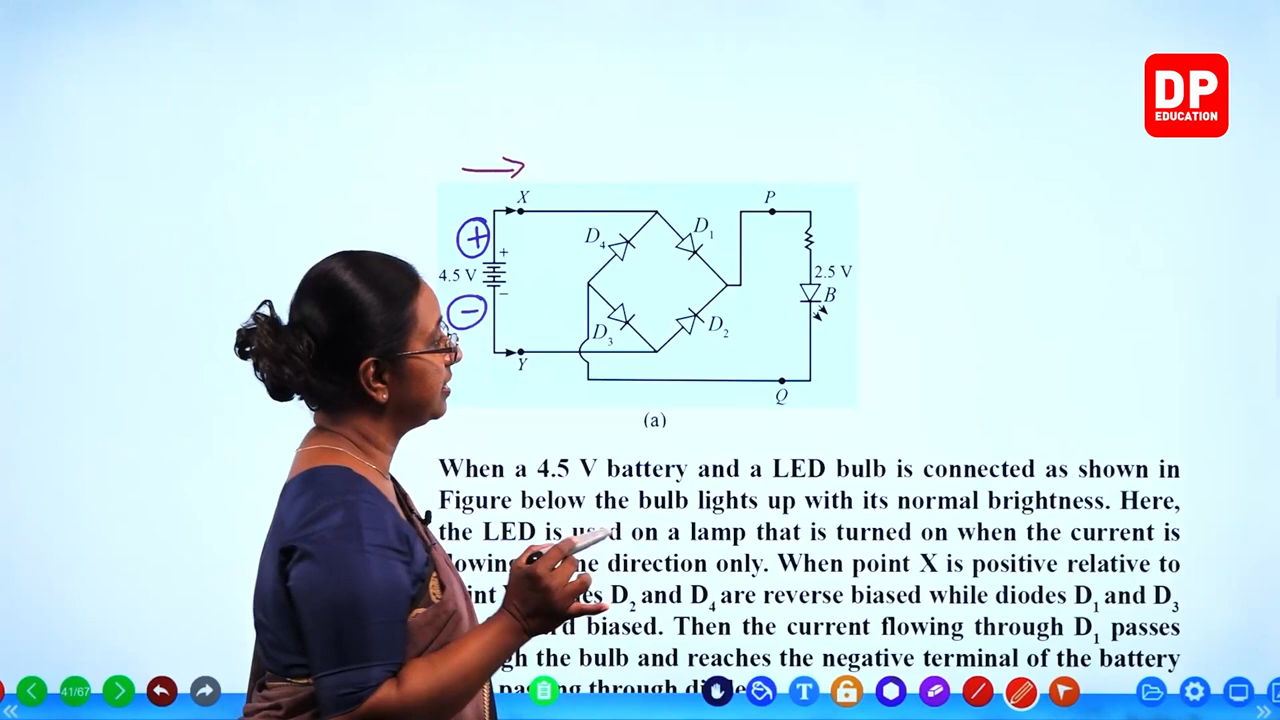 DP
EDUCATION
X
P
D4
D1
+
+
4.5 V
2.5 V
B
−
−
D3
D2
Y
Q
(a)
When a 4.5 V battery and a LED bulb is connected as shown in
Figure below the bulb lights up with its normal brightness. Here,
the LED is used on a lamp that is turned on when the current is
direction only. When point X is positive relative to
D2 and D4 are reverse biased while diodes D1 and D3
biased. Then the current flowing through D1 passes
the bulb and reaches the negative terminal of the battery
through
41/67
T